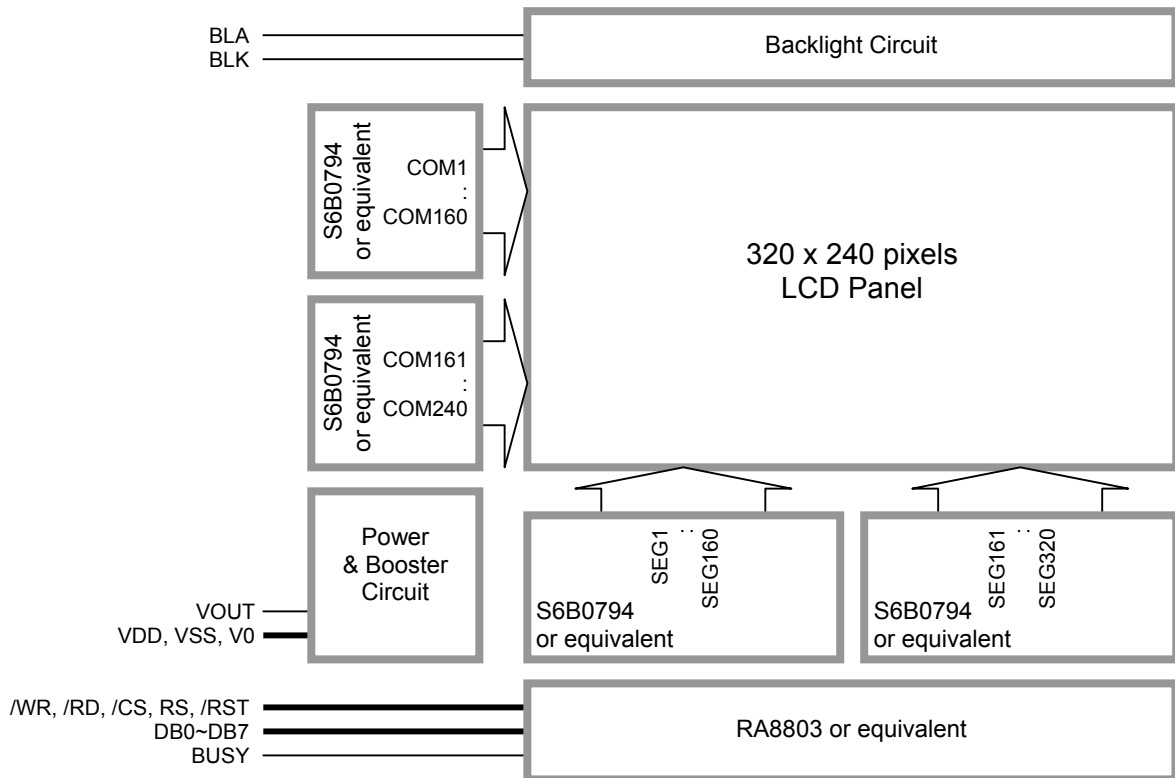 BLA
BLK
Backlight Circuit
S6B0794
or equivalent
COM1
..
COM160
320 x 240 pixels
LCD Panel
S6B0794
or equivalent
COM161
..
COM240
Power
& Booster
Circuit
VOUT
VDD, VSS, V0
SEG1
..
SEG160
S6B0794
or equivalent
SEG161
..
SEG320
S6B0794
or equivalent
/WR, /RD, /CS, RS, /RST
DB0~DB7
BUSY
RA8803 or equivalent